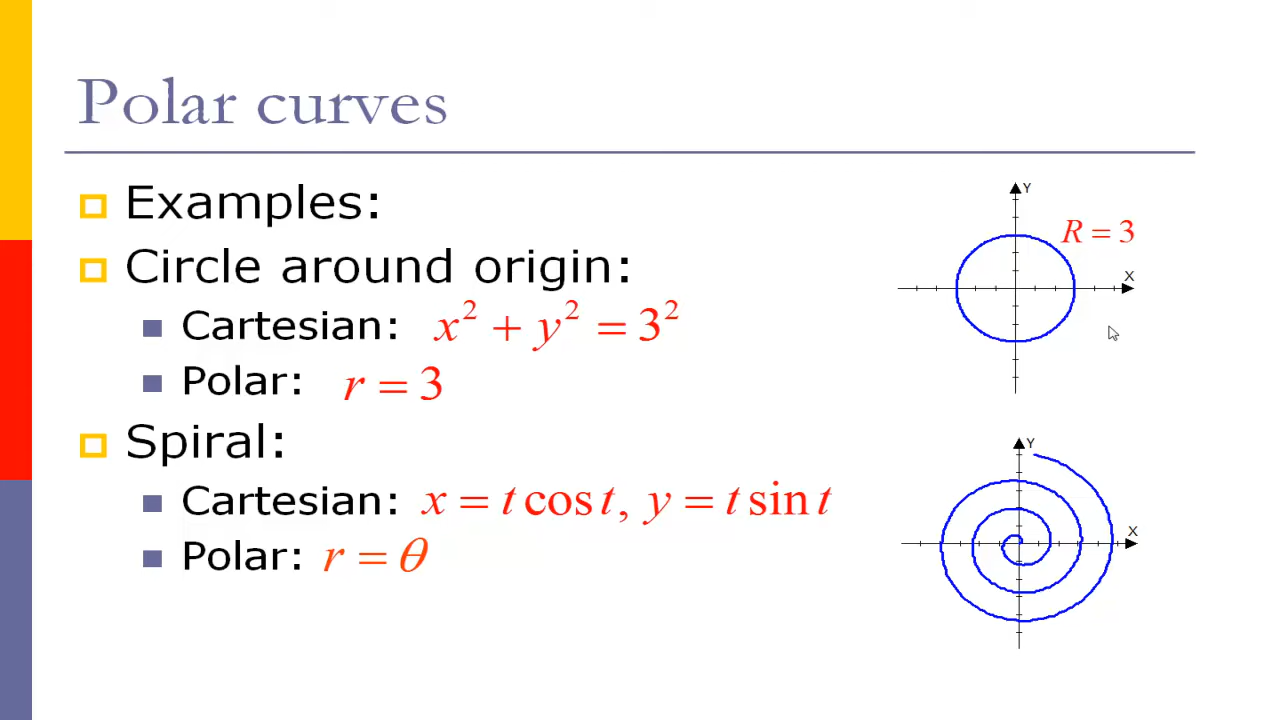 Polar curves
Examples:
Circle around origin:
Cartesian: x² + y² = 3²
Polar: r = 3
Spiral:
Cartesian: x = t cos t, y = t sin t
Polar: r = θ
Y
R = 3
X
Y
X